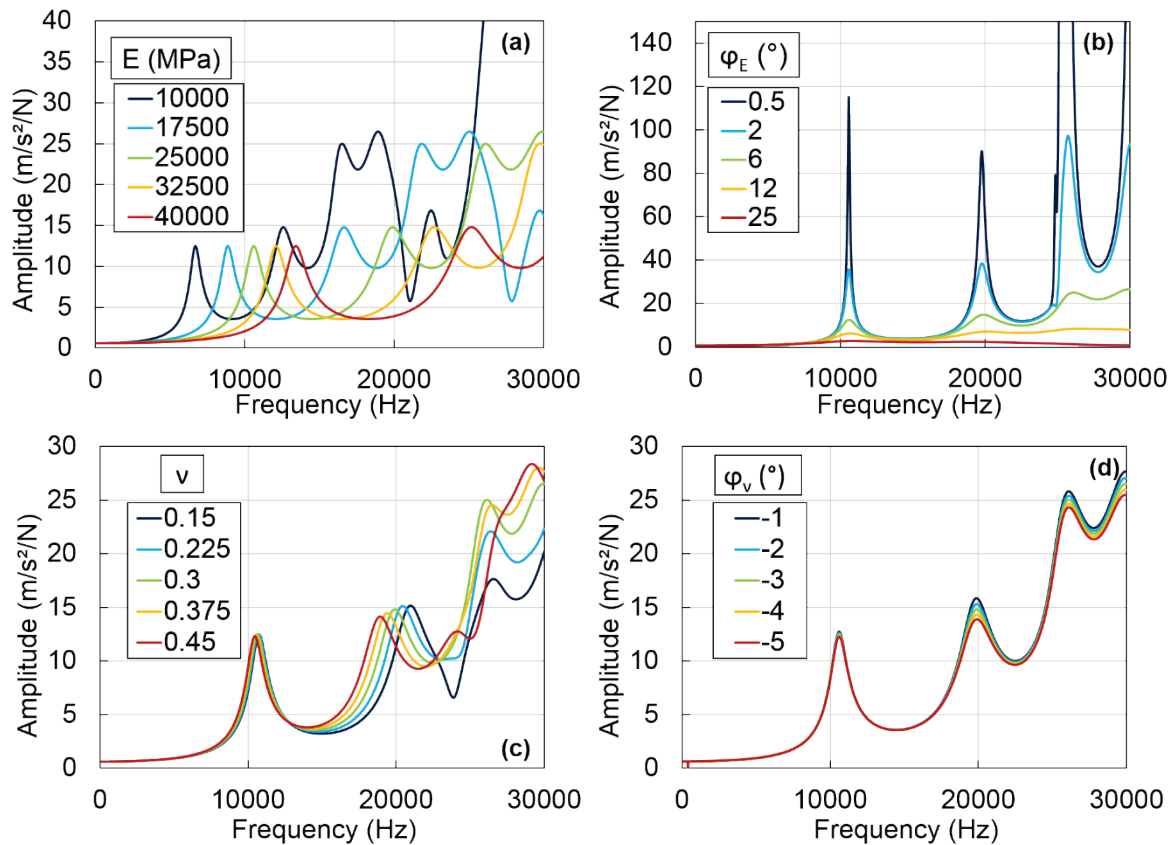 (a)
E (MPa)
10000
17500
25000
32500
40000
Amplitude (m/s²/N)
40
35
30
25
20
15
10
5
0
0 10000 20000 30000
Frequency (Hz)
(b)
φE (°)
0.5
2
6
12
25
Amplitude (m/s²/N)
140
120
100
80
60
40
20
0
0 10000 20000 30000
Frequency (Hz)
ν
0.15
0.225
0.3
0.375
0.45
(c)
Amplitude (m/s²/N)
30
25
20
15
10
5
0
0 10000 20000 30000
Frequency (Hz)
(d)
φν (°)
-1
-2
-3
-4
-5
Amplitude (m/s²/N)
30
25
20
15
10
5
0
0 10000 20000 30000
Frequency (Hz)